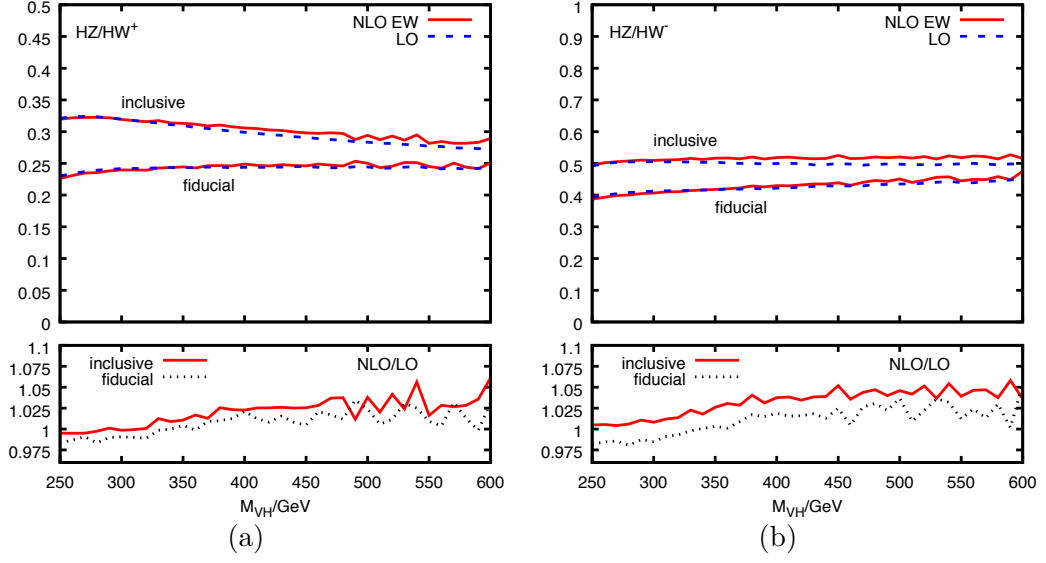 0.5
0.45
0.4
0.35
0.3
0.25
0.2
0.15
0.1
0.05
0
HZ/HW+
NLO EW
LO
inclusive
fiducial
1.1
1.075
1.05
1.025
1
0.975
inclusive
fiducial
NLO/LO
250 300 350 400 450 500 550 600
M_VH/GeV
(a)
1
0.9
0.8
0.7
0.6
0.5
0.4
0.3
0.2
0.1
0
HZ/HW-
NLO EW
LO
inclusive
fiducial
1.1
1.075
1.05
1.025
1
0.975
inclusive
fiducial
NLO/LO
250 300 350 400 450 500 550 600
M_VH/GeV
(b)